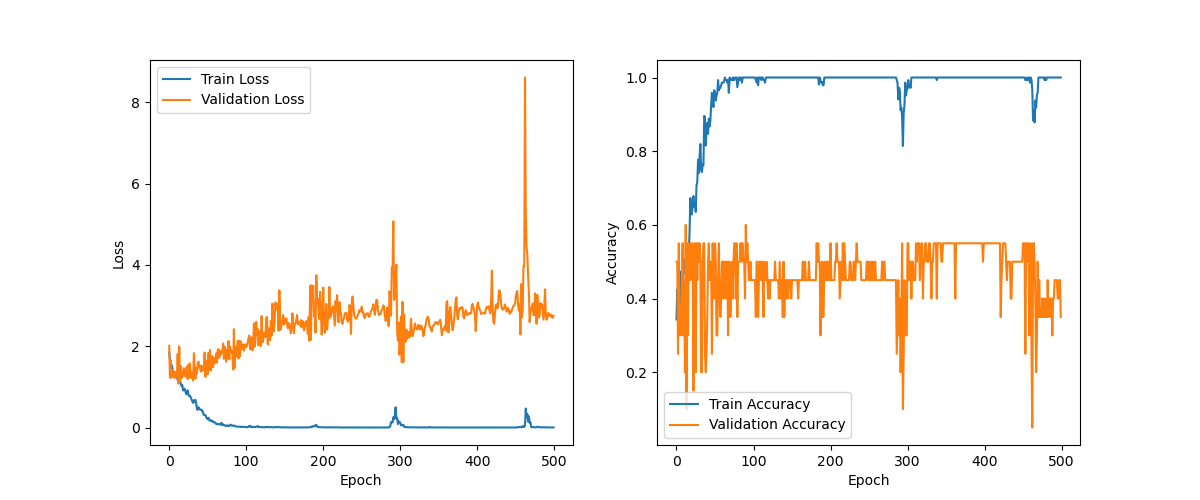 Train Loss
Validation Loss
8
6
4
2
0
Loss
0 100 200 300 400 500
Epoch
1.0
0.8
0.6
0.4
0.2
Accuracy
Train Accuracy
Validation Accuracy
0 100 200 300 400 500
Epoch